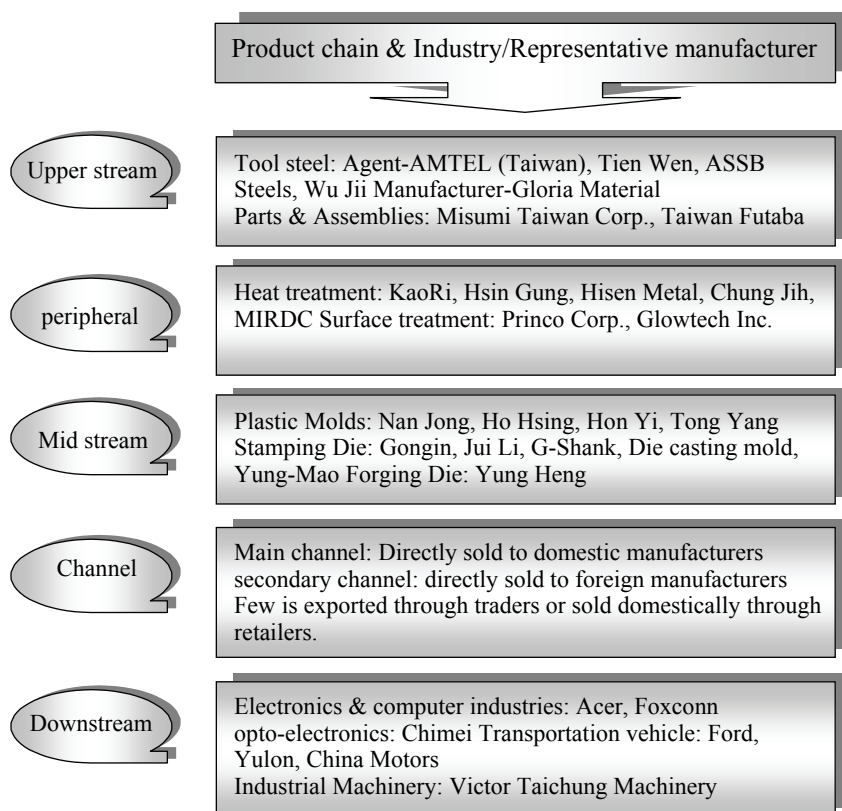 Product chain & Industry/Representative manufacturer
Upper stream
Tool steel: Agent-AMTEL (Taiwan), Tien Wen, ASSB
Steels, Wu Jii Manufacturer-Gloria Material
Parts & Assemblies: Misumi Taiwan Corp., Taiwan Futaba
peripheral
Heat treatment: KaoRi, Hsin Gung, Hisen Metal, Chung Jih,
MIRDC Surface treatment: Princo Corp., Glowtech Inc.
Mid stream
Plastic Molds: Nan Jong, Ho Hsing, Hon Yi, Tong Yang
Stamping Die: Gongin, Jui Li, G-Shank, Die casting mold,
Yung-Mao Forging Die: Yung Heng
Channel
Main channel: Directly sold to domestic manufacturers
secondary channel: directly sold to foreign manufacturers
Few is exported through traders or sold domestically through
retailers.
Downstream
Electronics & computer industries: Acer, Foxconn
opto-electronics: Chimei Transportation vehicle: Ford,
Yulon, China Motors
Industrial Machinery: Victor Taichung Machinery